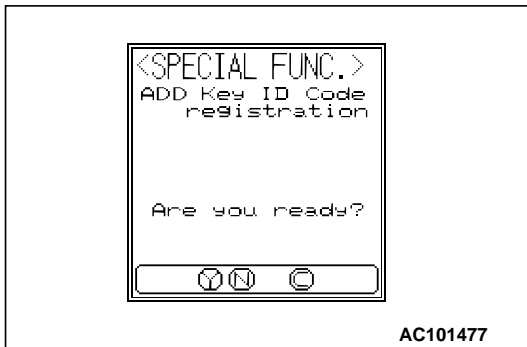 <SPECIAL FUNC.>
ADD Key ID Code
registration
Are you ready?
Y N C
AC101477